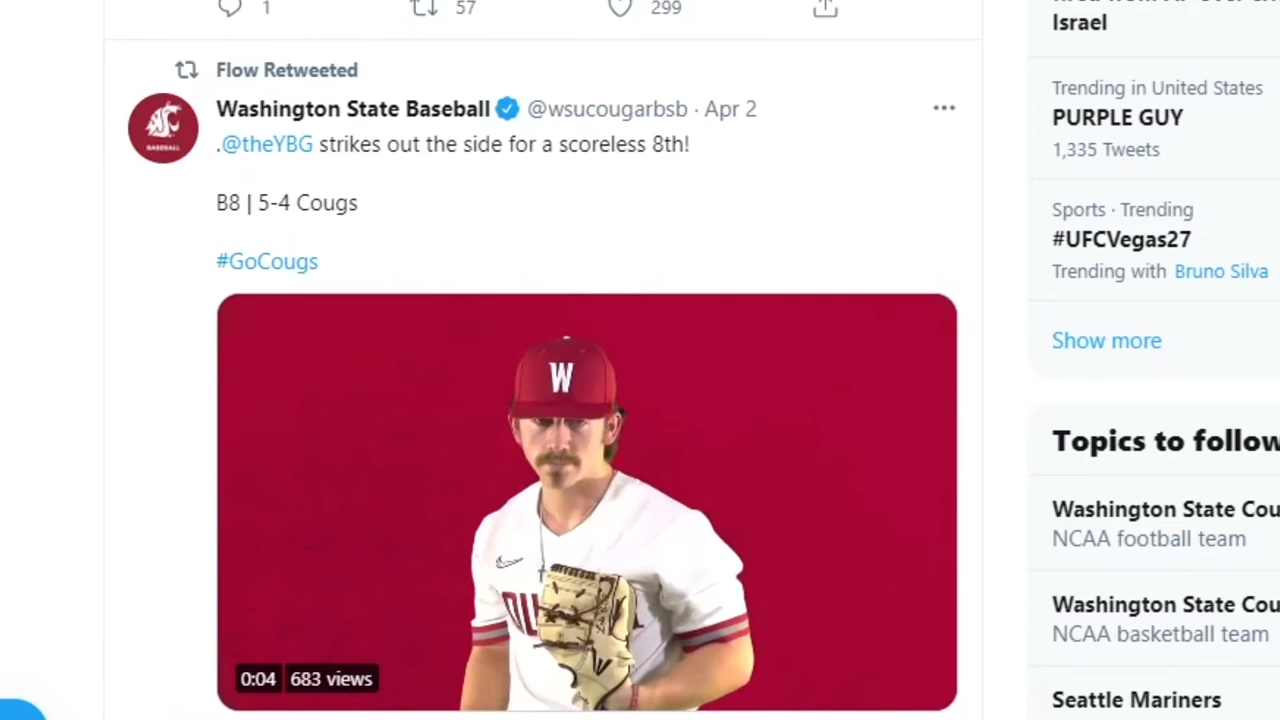 1 57 299
Israel
Flow Retweeted
Washington State Baseball @wsucougarbsb · Apr 2
.@theYBG strikes out the side for a scoreless 8th!
B8 | 5-4 Cougs
#GoCougs
BASEBALL
W
0:04 683 views
Trending in United States
PURPLE GUY
1,335 Tweets
Sports · Trending
#UFCVegas27
Trending with Bruno Silva
Show more
Topics to follow
Washington State Cou
NCAA football team
Washington State Cou
NCAA basketball team
Seattle Mariners